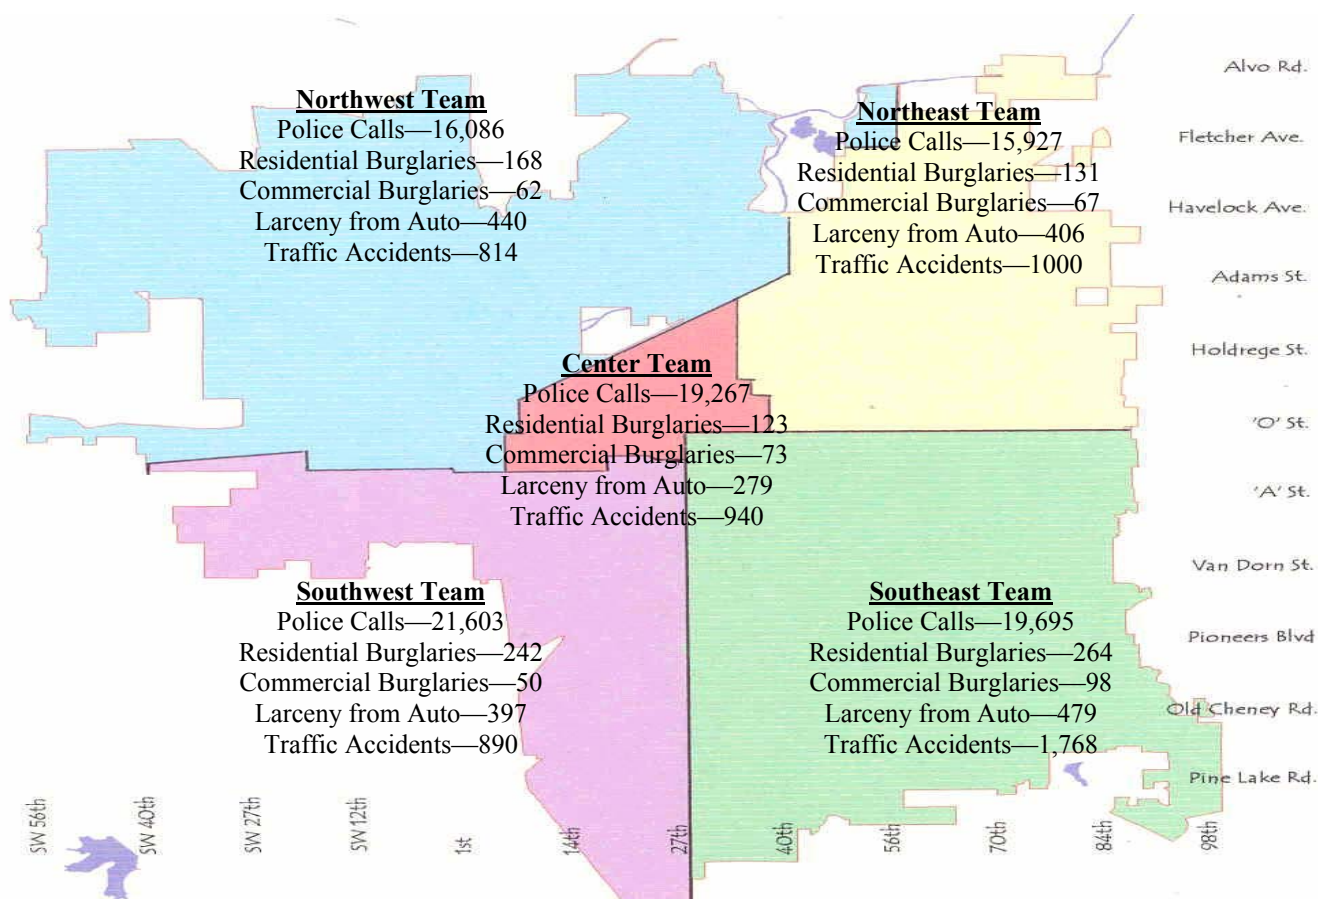 Northwest Team
Police Calls—16,086
Residential Burglaries—168
Commercial Burglaries—62
Larceny from Auto—440
Traffic Accidents—814
Northeast Team
Police Calls—15,927
Residential Burglaries—131
Commercial Burglaries—67
Larceny from Auto—406
Traffic Accidents—1000
Center Team
Police Calls—19,267
Residential Burglaries—123
Commercial Burglaries—73
Larceny from Auto—279
Traffic Accidents—940
Southwest Team
Police Calls—21,603
Residential Burglaries—242
Commercial Burglaries—50
Larceny from Auto—397
Traffic Accidents—890
Southeast Team
Police Calls—19,695
Residential Burglaries—264
Commercial Burglaries—98
Larceny from Auto—479
Traffic Accidents—1,768
Alvo Rd.
Fletcher Ave.
Havelock Ave.
Adams St.
Holdrege St.
'O' St.
'A' St.
Van Dorn St.
Pioneers Blvd
Old Cheney Rd.
Pine Lake Rd.
SW 56th
SW 40th
SW 27th
SW 12th
1st
14th
27th
40th
56th
70th
84th
98th